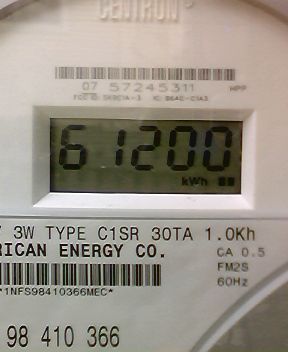 CENTRON
07 57245311
HPP
61200
kWh
3W TYPE C1SR 30TA 1.0Kh
RICAN ENERGY CO.
CA 0.5
FM2S
60Hz
*1NFS98410366MEC*
98 410 366